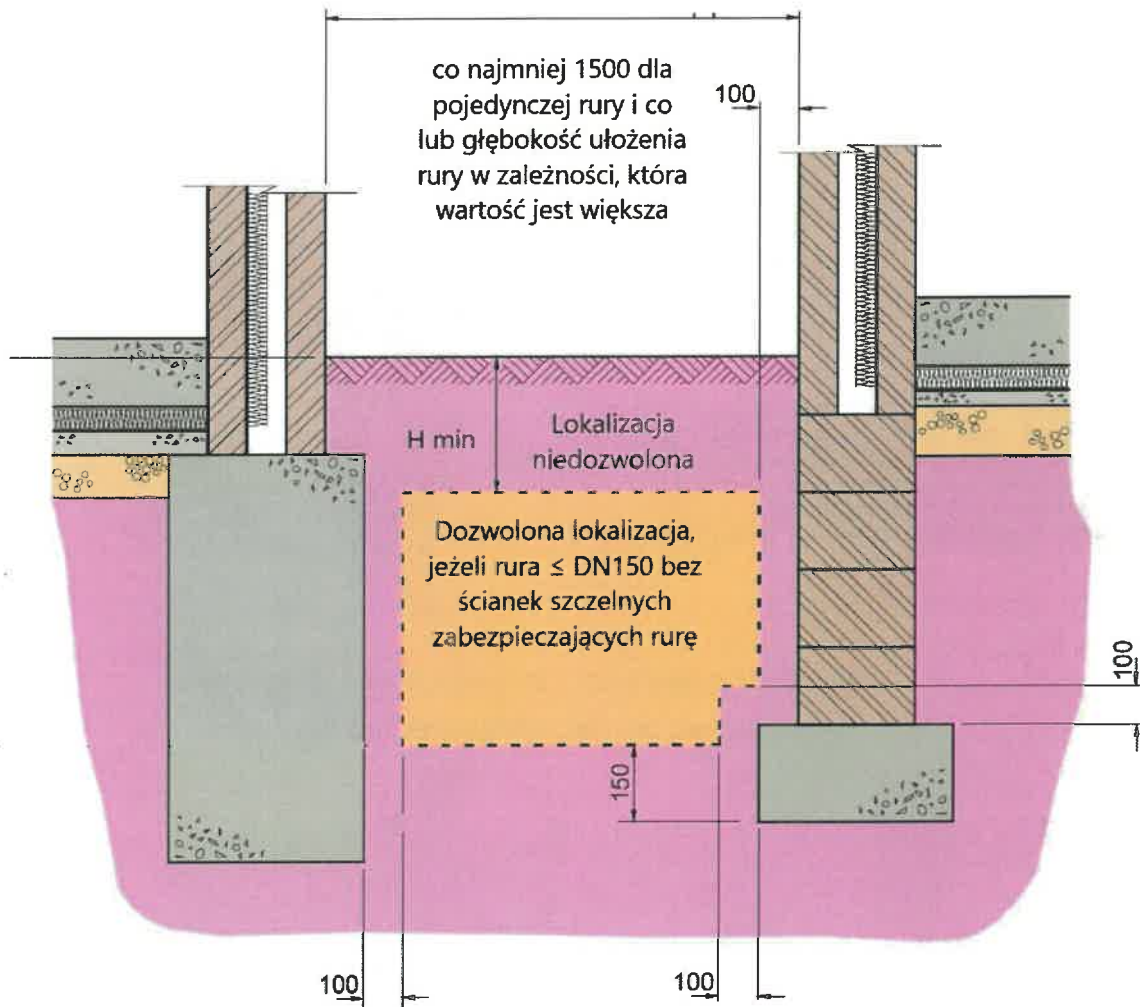 co najmniej 1500 dla
pojedynczej rury i co
lub głębokość ułożenia
rury w zależności, która
wartość jest większa
100
H min
Lokalizacja
niedozwolona
Dozwolona lokalizacja,
jeżeli rura ≤ DN150 bez
ścianek szczelnych
zabezpieczających rurę
100
150
100
100